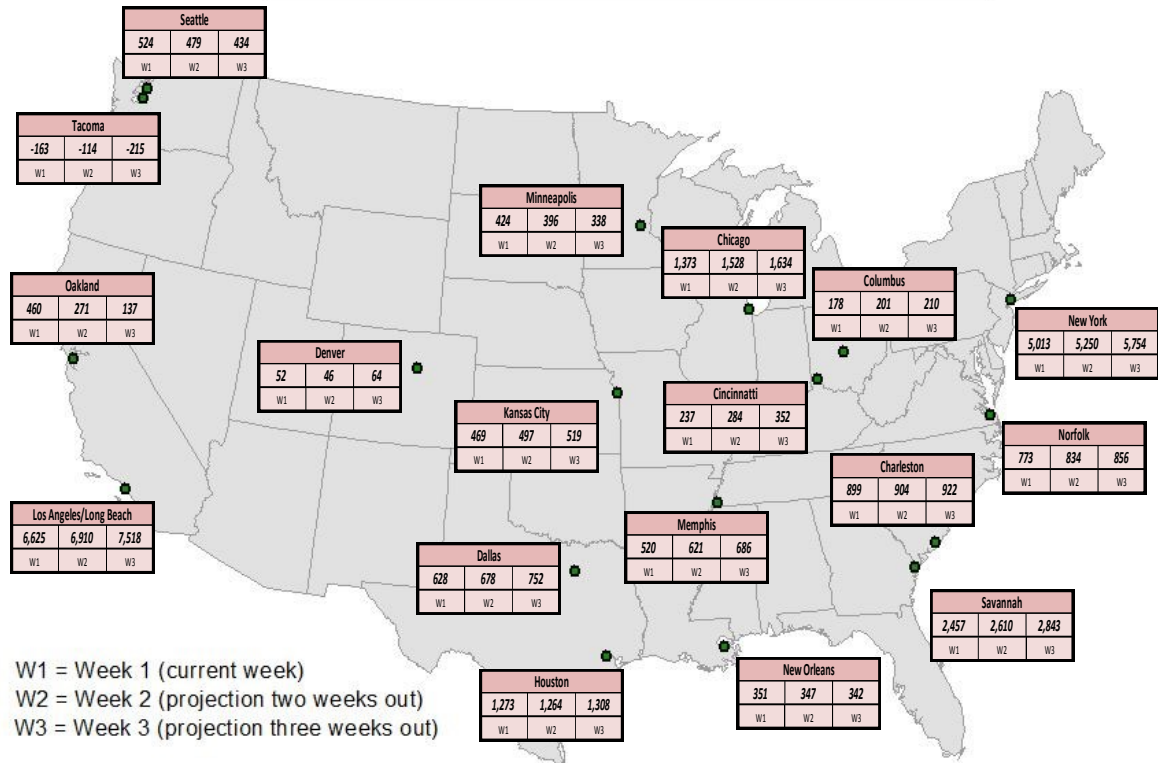 Seattle
524 479 434
W1 W2 W3
Tacoma
-163 -114 -215
W1 W2 W3
Minneapolis
424 396 338
W1 W2 W3
Chicago
1,373 1,528 1,634
W1 W2 W3
Oakland
460 271 137
W1 W2 W3
Columbus
178 201 210
W1 W2 W3
New York
5,013 5,250 5,754
W1 W2 W3
Denver
52 46 64
W1 W2 W3
Cincinnatti
237 284 352
W1 W2 W3
Kansas City
469 497 519
W1 W2 W3
Norfolk
773 834 856
W1 W2 W3
Charleston
899 904 922
W1 W2 W3
Los Angeles/Long Beach
6,625 6,910 7,518
W1 W2 W3
Memphis
520 621 686
W1 W2 W3
Dallas
628 678 752
W1 W2 W3
Savannah
2,457 2,610 2,843
W1 W2 W3
New Orleans
351 347 342
W1 W2 W3
Houston
1,273 1,264 1,308
W1 W2 W3
W1 = Week 1 (current week)
W2 = Week 2 (projection two weeks out)
W3 = Week 3 (projection three weeks out)